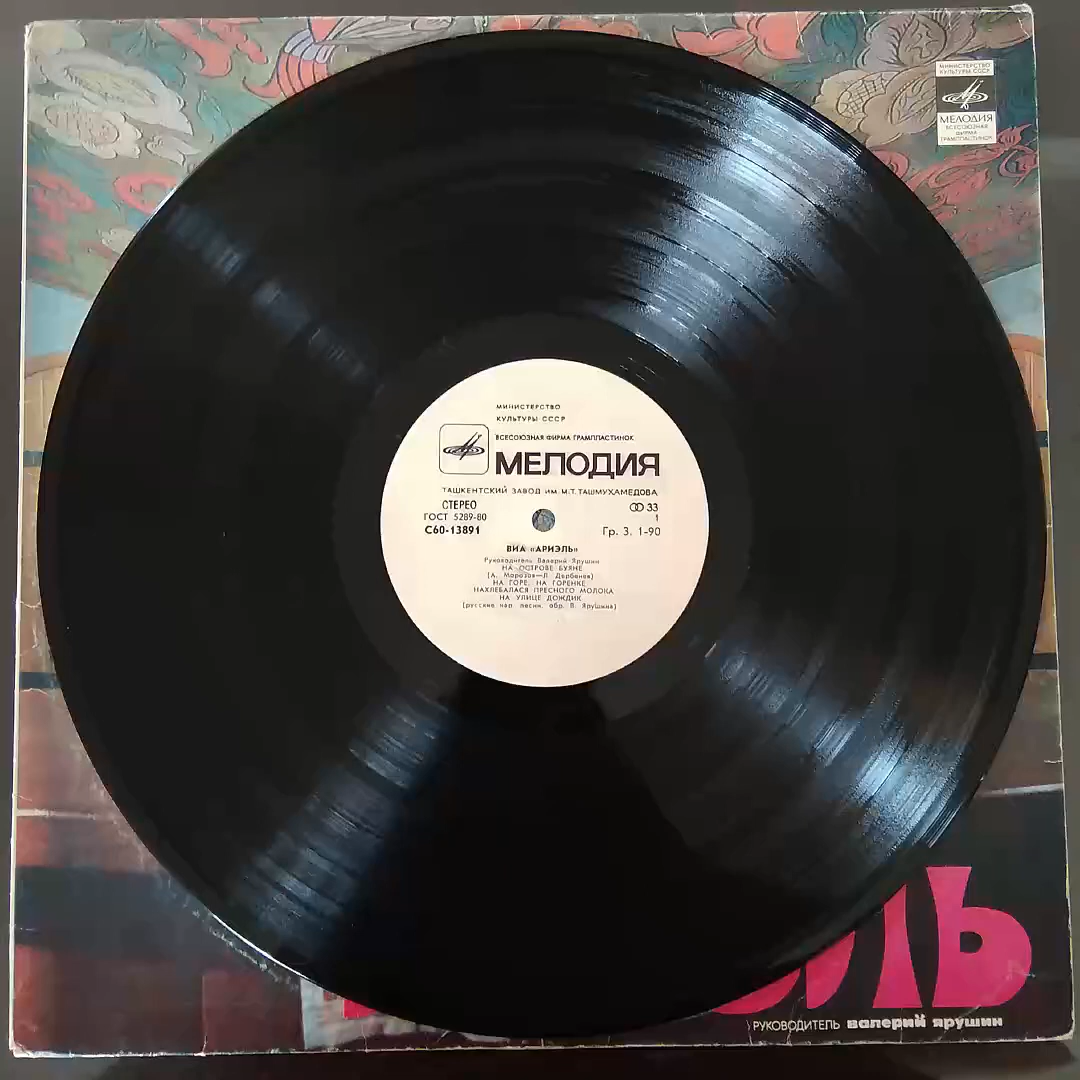 МИНИСТЕРСТВО
КУЛЬТУРЫ СССР
МЕЛОДИЯ
ВСЕСОЮЗНАЯ
ФИРМА
ГРАМПЛАСТИНОК
МИНИСТЕРСТВО
КУЛЬТУРЫ СССР
ВСЕСОЮЗНАЯ ФИРМА ГРАМПЛАСТИНОК
МЕЛОДИЯ
ТАШКЕНТСКИЙ ЗАВОД ИМ. М.Т. ТАШМУХАМЕДОВА
СТЕРЕО 33
ГОСТ 5289-80 1
С60-13891 Гр. 3. 1-90
ВИА «АРИЭЛЬ»
Руководитель Валерий Ярушин
НА ОСТРОВЕ БУЯНЕ
(А. Морозов—Л. Дербенев)
НА ГОРЕ, НА ГОРЕНКЕ
НАХЛЕБАЛАСЯ ПРЕСНОГО МОЛОКА
НА УЛИЦЕ ДОЖДИК
(русские нар. песни, обр. В. Ярушина)
ЭЛЬ
РУКОВОДИТЕЛЬ валерий ярушин